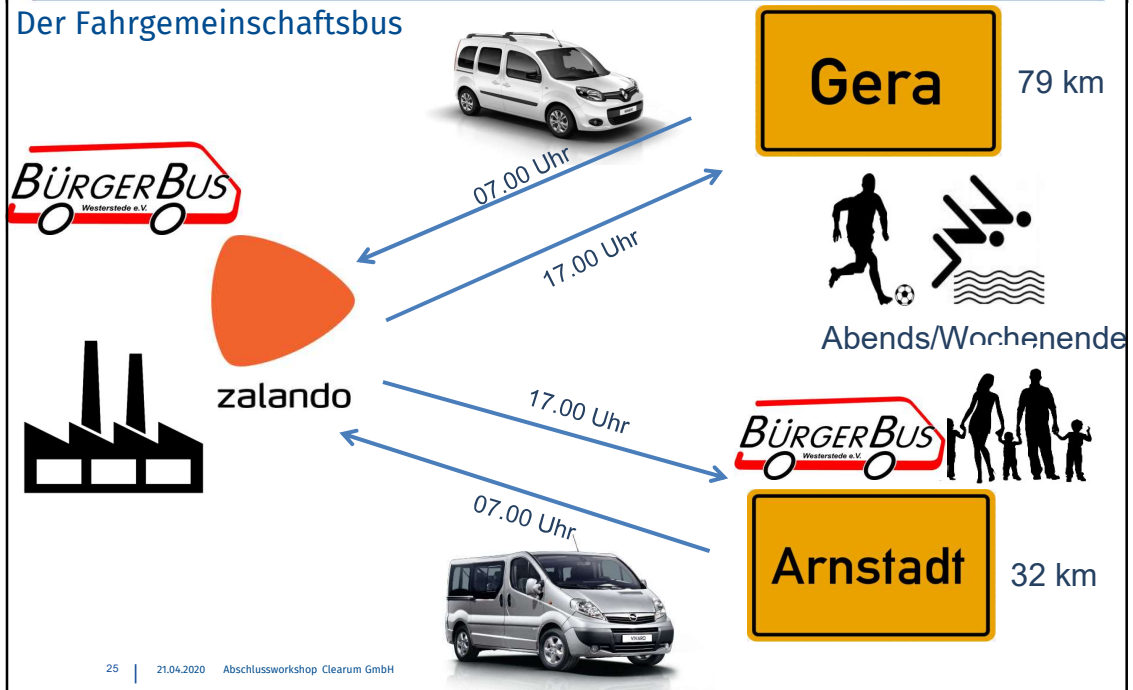 Der Fahrgemeinschaftsbus
Gera
79 km
07.00 Uhr
17.00 Uhr
BÜRGERBUS
Westerstede e.V.
zalando
Abends/Wochenende
17.00 Uhr
07.00 Uhr
BÜRGERBUS
Westerstede e.V.
Arnstadt
32 km
VIVARO
25 | 21.04.2020 Abschlussworkshop Clearum GmbH